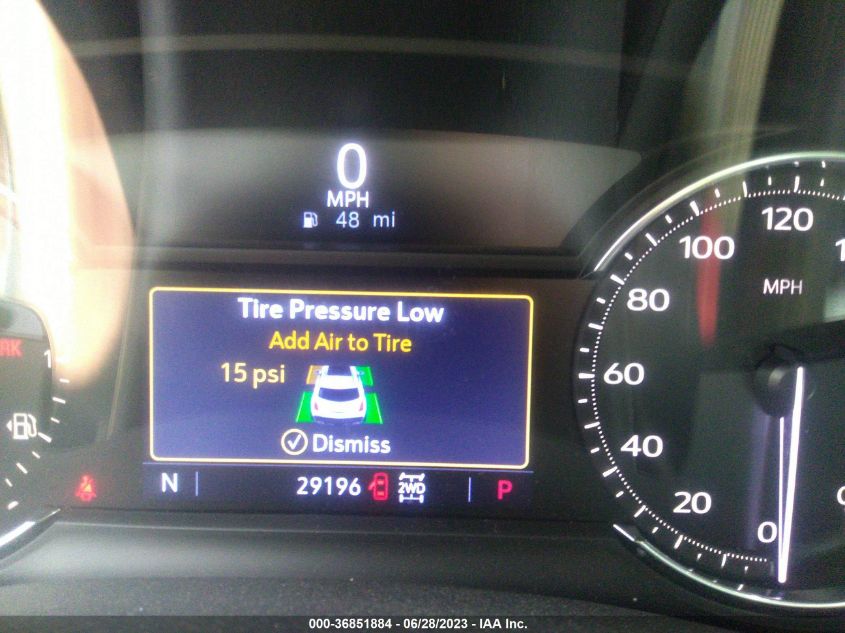 0
MPH
48 mi
Tire Pressure Low
Add Air to Tire
15 psi
Dismiss
N 29196 2WD P
120
100
MPH
80
60
40
20
0
000-36851884 / 06/28/2023 - IAA Inc.